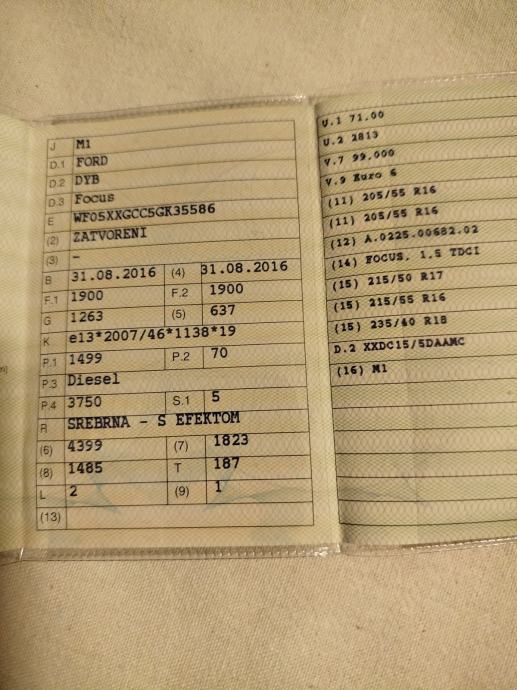 J M1
D.1 FORD
D.2 DYB
D.3 Focus
E WF05XXGCC5GK35586
(2) ZATVORENI
(3) -
B 31.08.2016 (4) 31.08.2016
F.1 1900 F.2 1900
G 1263 (5) 637
K e13*2007/46*1138*19
P.1 1499 P.2 70
P.3 Diesel
P.4 3750 S.1 5
R SREBRNA - S EFEKTOM
(6) 4399 (7) 1823
(8) 1485 T 187
L 2 (9) 1
(13)
U.1 71.00
U.2 2813
V.7 99.000
V.9 Euro 6
(11) 205/55 R16
(11) 205/55 R16
(12) A.0225.00682.02
(14) FOCUS, 1.5 TDCI
(15) 215/50 R17
(15) 215/55 R16
(15) 235/40 R18
D.2 XXDC15/5DAAMC
(16) M1